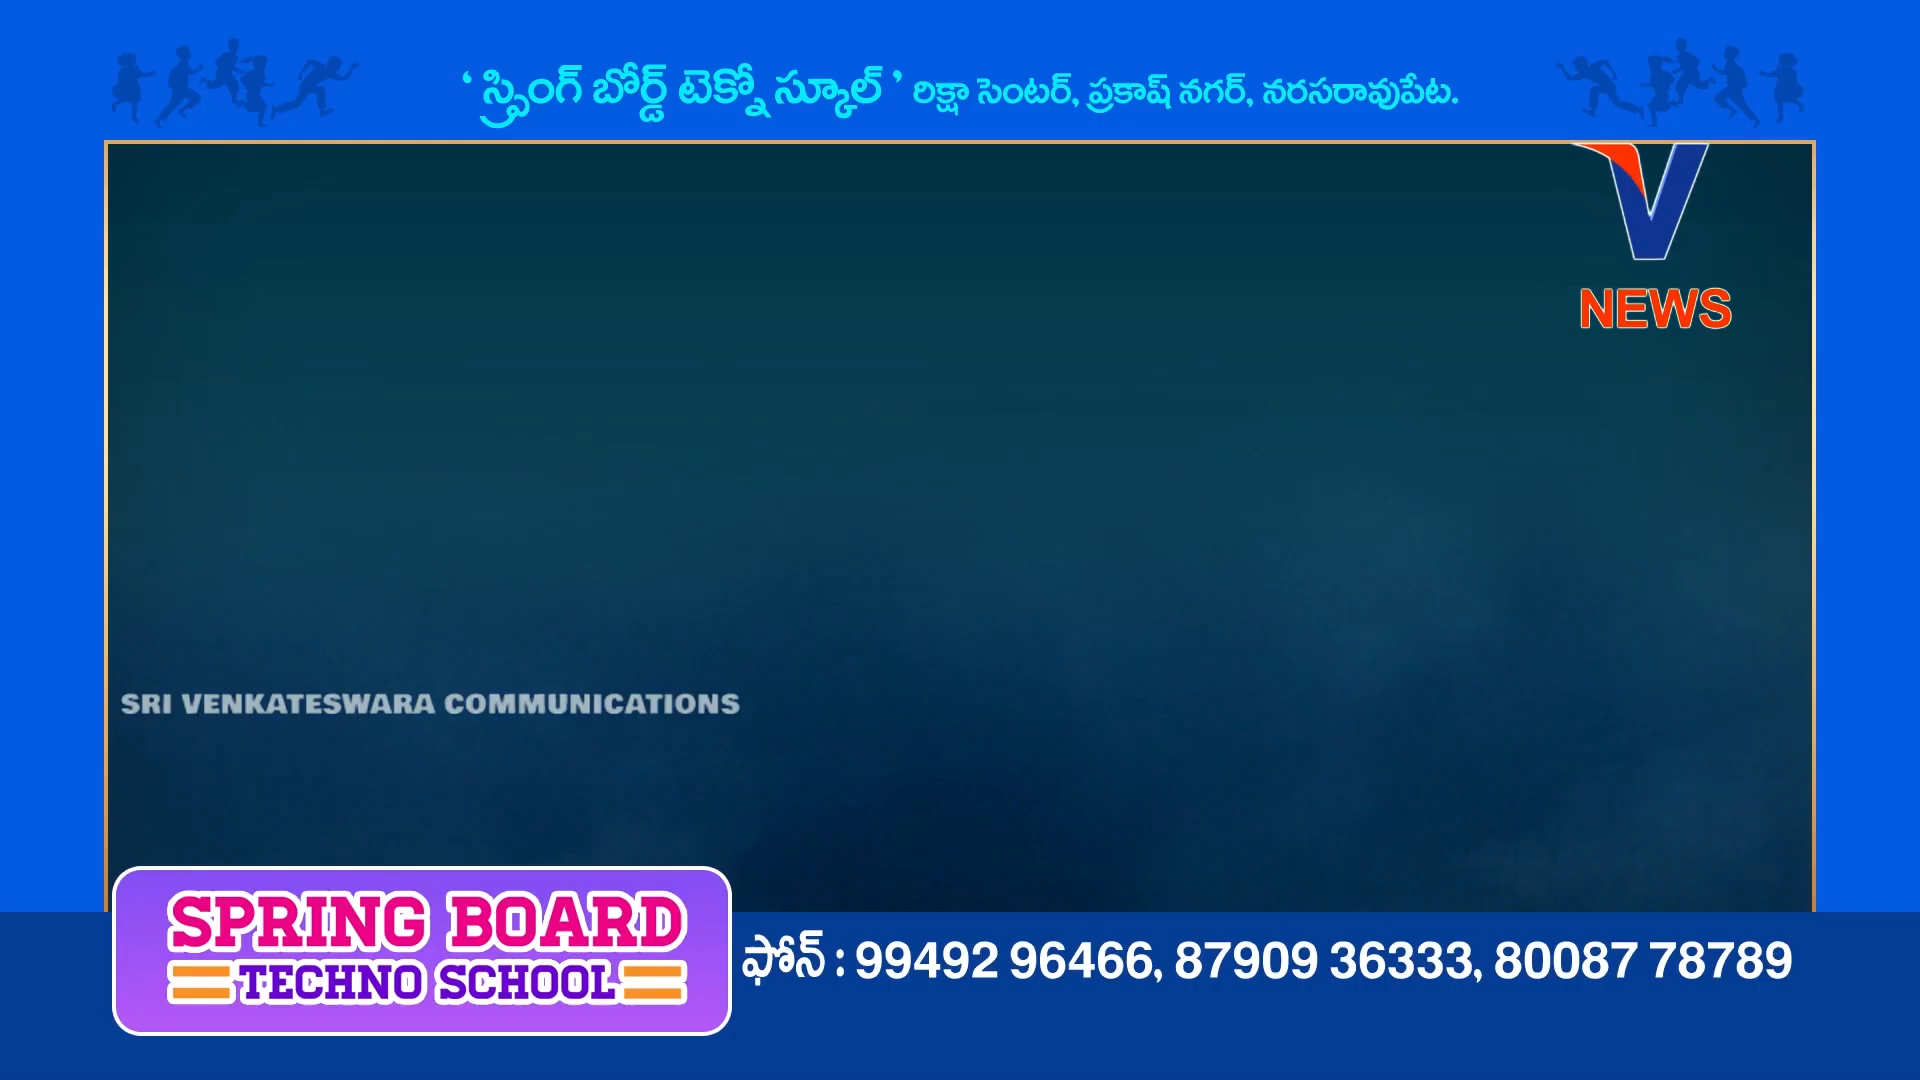 ‘ స్ప్రింగ్ బోర్డ్ టెక్నో స్కూల్ ’ రిక్షా సెంటర్, ప్రకాష్ నగర్, నరసరావుపేట.
V
NEWS
SRI VENKATESWARA COMMUNICATIONS
SPRING BOARD
TECHNO SCHOOL
ఫోన్ : 99492 96466, 87909 36333, 80087 78789